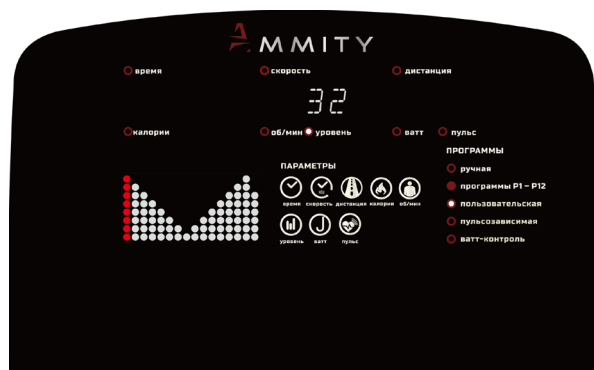 AMMITY
время скорость дистанция
32
калории об/мин уровень ватт пульс
ПРОГРАММЫ
ручная
программы P1 – P12
пользовательская
пульсозависимая
ватт-контроль
ПАРАМЕТРЫ
время скорость дистанция калории об/мин
уровень ватт пульс